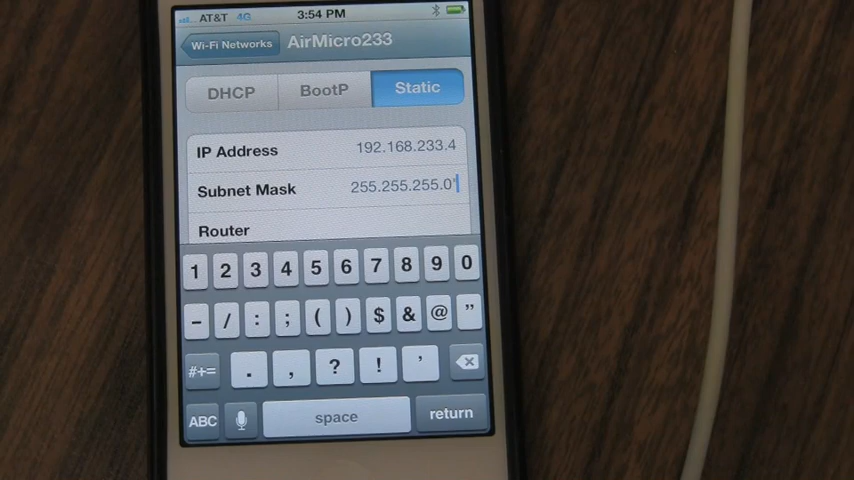 AT&T 4G 3:54 PM
Wi-Fi Networks AirMicro233
DHCP BootP Static
IP Address 192.168.233.4
Subnet Mask 255.255.255.0'
Router
1 2 3 4 5 6 7 8 9 0
- / : ; ( ) $ & @ "
#+= . , ? ! '
ABC space return